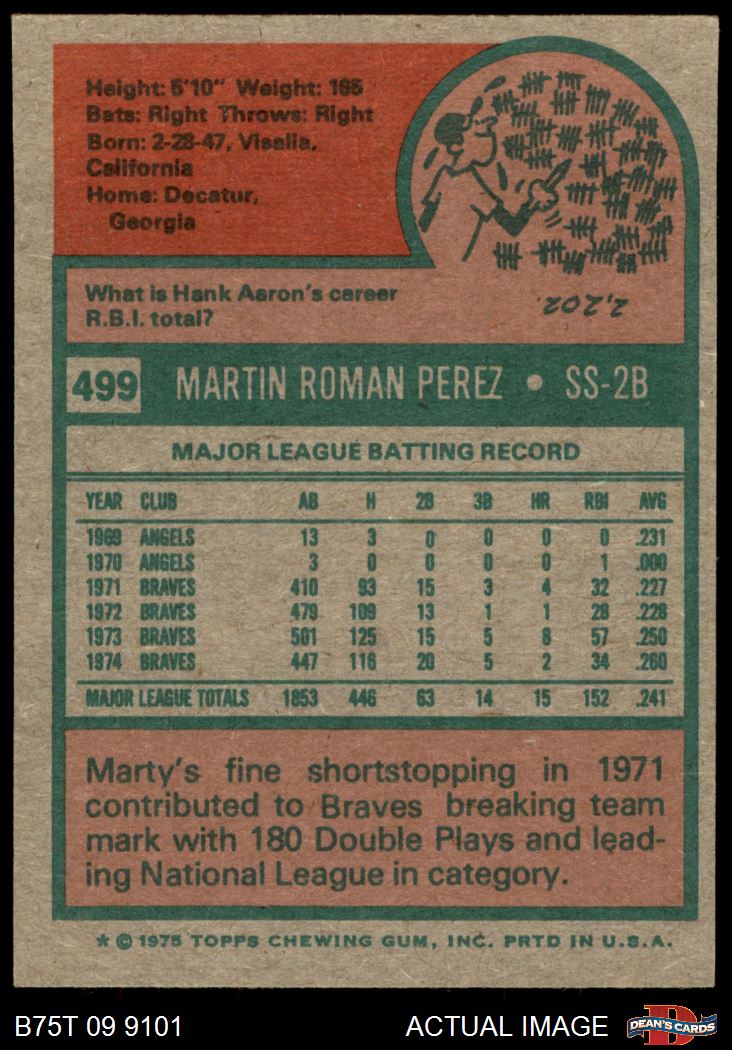 Height: 5'10" Weight: 165
Bats: Right Throws: Right
Born: 2-28-47, Visalia,
California
Home: Decatur,
Georgia
What is Hank Aaron's career
R.B.I. total?
2,202.
499 MARTIN ROMAN PEREZ • SS-2B
MAJOR LEAGUE BATTING RECORD
YEAR CLUB AB H 2B 3B HR RBI AVG
1969 ANGELS 13 3 0 0 0 0 .231
1970 ANGELS 3 0 0 0 0 1 .000
1971 BRAVES 410 93 15 3 4 32 .227
1972 BRAVES 479 109 13 1 1 28 .228
1973 BRAVES 501 125 15 5 8 57 .250
1974 BRAVES 447 116 20 5 2 34 .260
MAJOR LEAGUE TOTALS 1853 446 63 14 15 152 .241
Marty's fine shortstopping in 1971
contributed to Braves breaking team
mark with 180 Double Plays and lead-
ing National League in category.
* © 1975 TOPPS CHEWING GUM, INC. PRTD IN U.S.A.
B75T 09 9101 ACTUAL IMAGE DEAN'S CARDS